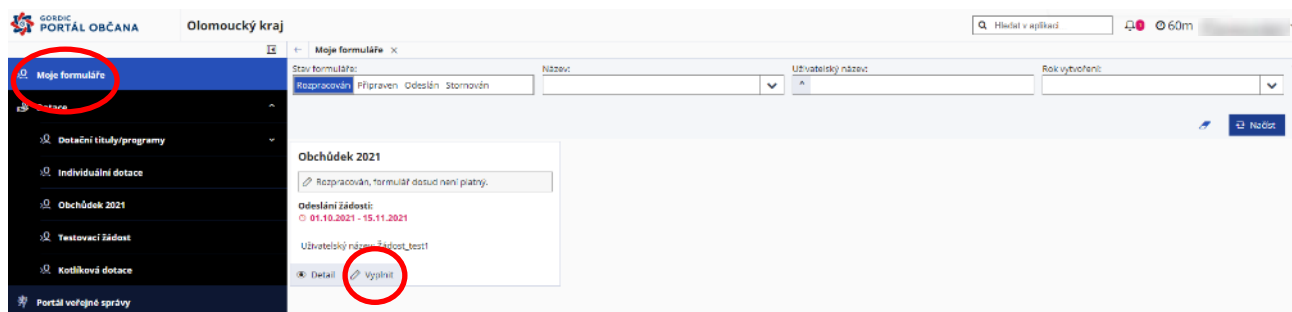 GORDIC
PORTÁL OBČANA
Olomoucký kraj
Hledat v aplikaci
60m
Moje formuláře
Moje formuláře
Dotace
Dotační tituly/programy
Individuální dotace
Obchůdek 2021
Testovací žádost
Kotlíková dotace
Portál veřejné správy
Stav formuláře:
Název:
Uživatelský název:
Rok vytvoření:
Rozpracován Připraven Odeslán Stornován
Načíst
Obchůdek 2021
Rozpracován, formulář dosud není platný.
Odeslání žádosti:
01.10.2021 - 15.11.2021
Uživatelský název: Žádost_test1
Detail
Vyplnit